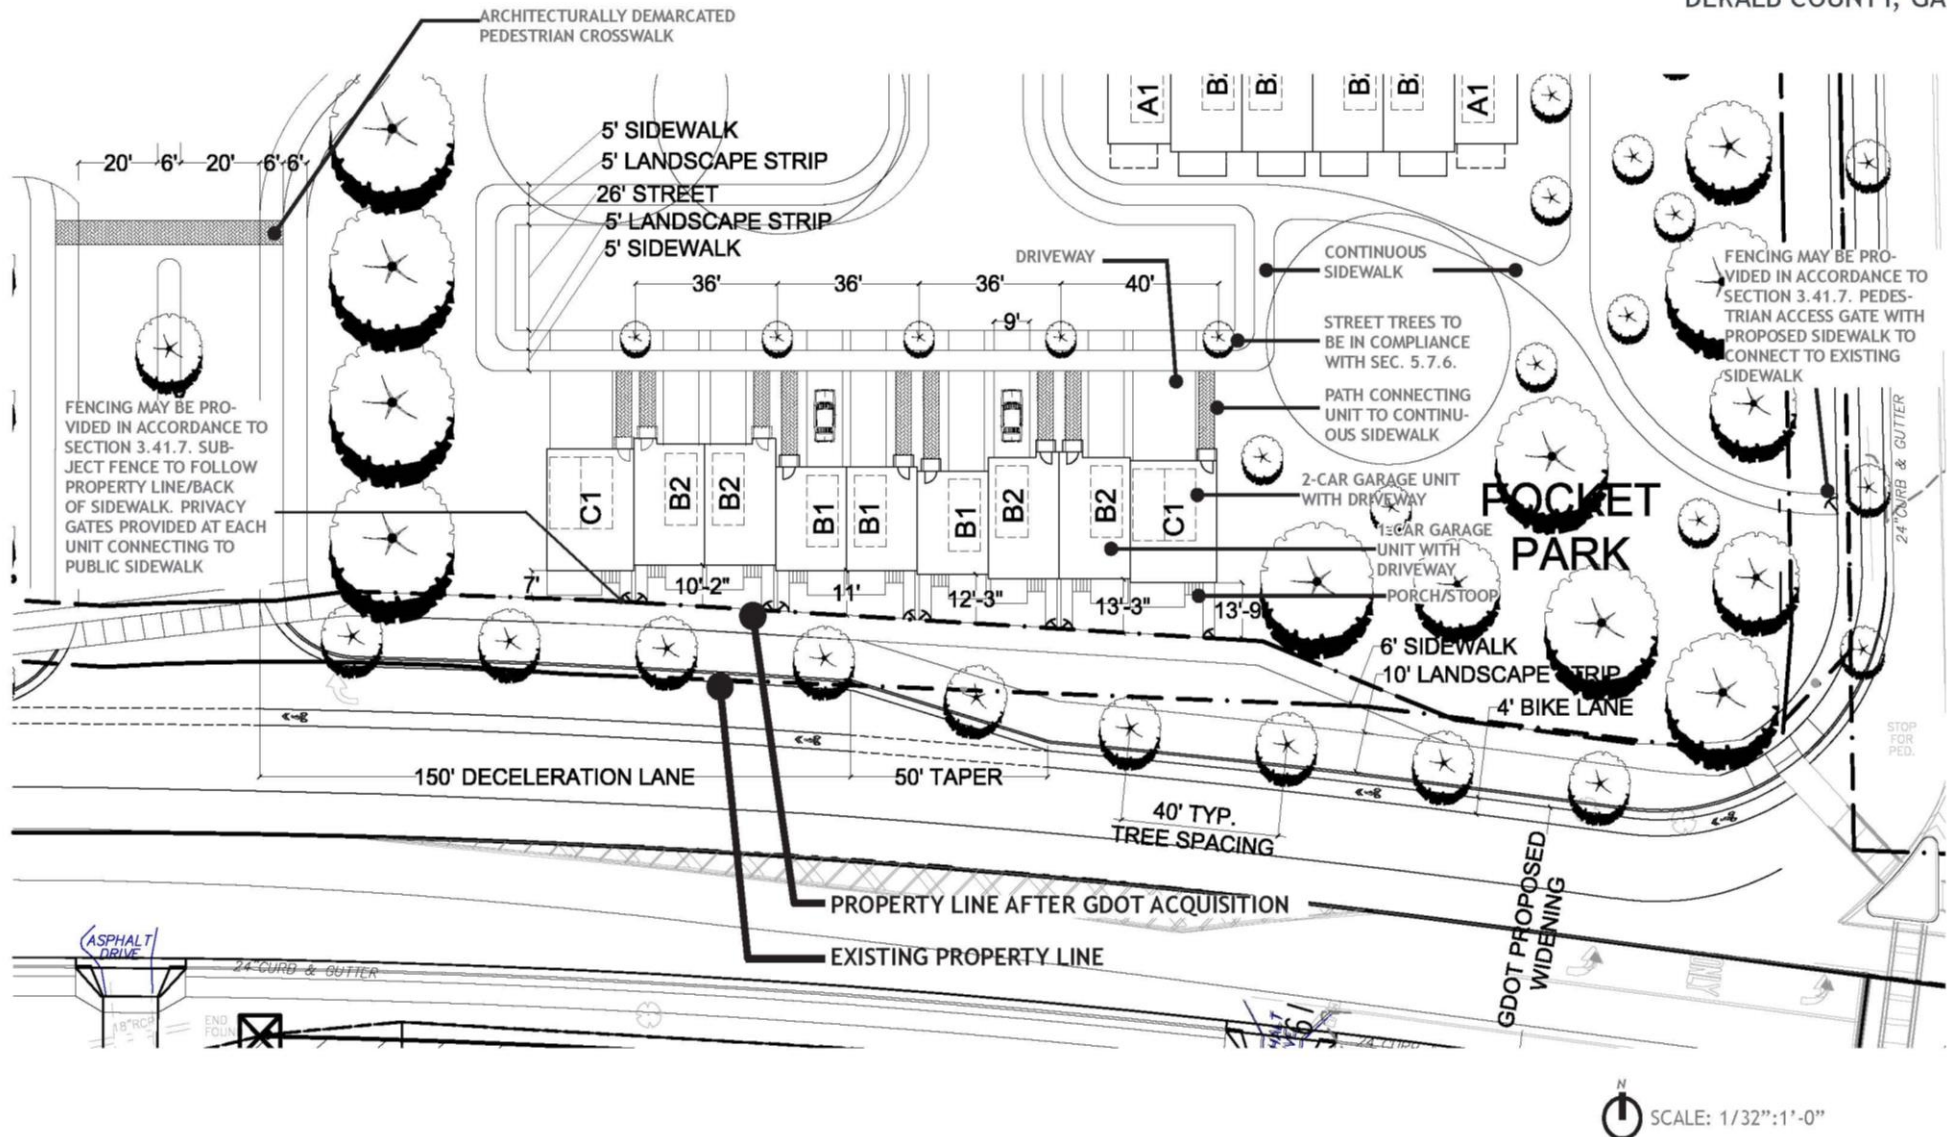 DEKALB COUNTY, GA
ARCHITECTURALLY DEMARCATED
PEDESTRIAN CROSSWALK
A1
B
B
B
B
A1
20'
6'
20'
6'
6'
5' SIDEWALK
5' LANDSCAPE STRIP
26' STREET
5' LANDSCAPE STRIP
5' SIDEWALK
DRIVEWAY
CONTINUOUS
SIDEWALK
FENCING MAY BE PRO-
VIDED IN ACCORDANCE TO
SECTION 3.41.7. PEDES-
TRIAN ACCESS GATE WITH
PROPOSED SIDEWALK TO
CONNECT TO EXISTING
SIDEWALK
36'
36'
36'
40'
9'
STREET TREES TO
BE IN COMPLIANCE
WITH SEC. 5.7.6.
PATH CONNECTING
UNIT TO CONTINU-
OUS SIDEWALK
FENCING MAY BE PRO-
VIDED IN ACCORDANCE TO
SECTION 3.41.7. SUB-
JECT FENCE TO FOLLOW
PROPERTY LINE/BACK
OF SIDEWALK. PRIVACY
GATES PROVIDED AT EACH
UNIT CONNECTING TO
PUBLIC SIDEWALK
24" CURB & GUTTER
C1
B2
B2
B1
B1
B1
B2
B2
C1
2-CAR GARAGE UNIT
WITH DRIVEWAY
1-CAR GARAGE
UNIT WITH
DRIVEWAY
PORCH/STOOP
POCKET
PARK
7'
10'-2"
11'
12'-3"
13'-3"
13'-9
6' SIDEWALK
10' LANDSCAPE STRIP
4' BIKE LANE
STOP
FOR
PED.
150' DECELERATION LANE
50' TAPER
40' TYP.
TREE SPACING
GDOT PROPOSED
WIDENING
PROPERTY LINE AFTER GDOT ACQUISITION
EXISTING PROPERTY LINE
ASPHALT
DRIVE
24" CURB & GUTTER
18" RCP
END
FOUN
ONLY
24" CURB
N
SCALE: 1/32":1'-0"